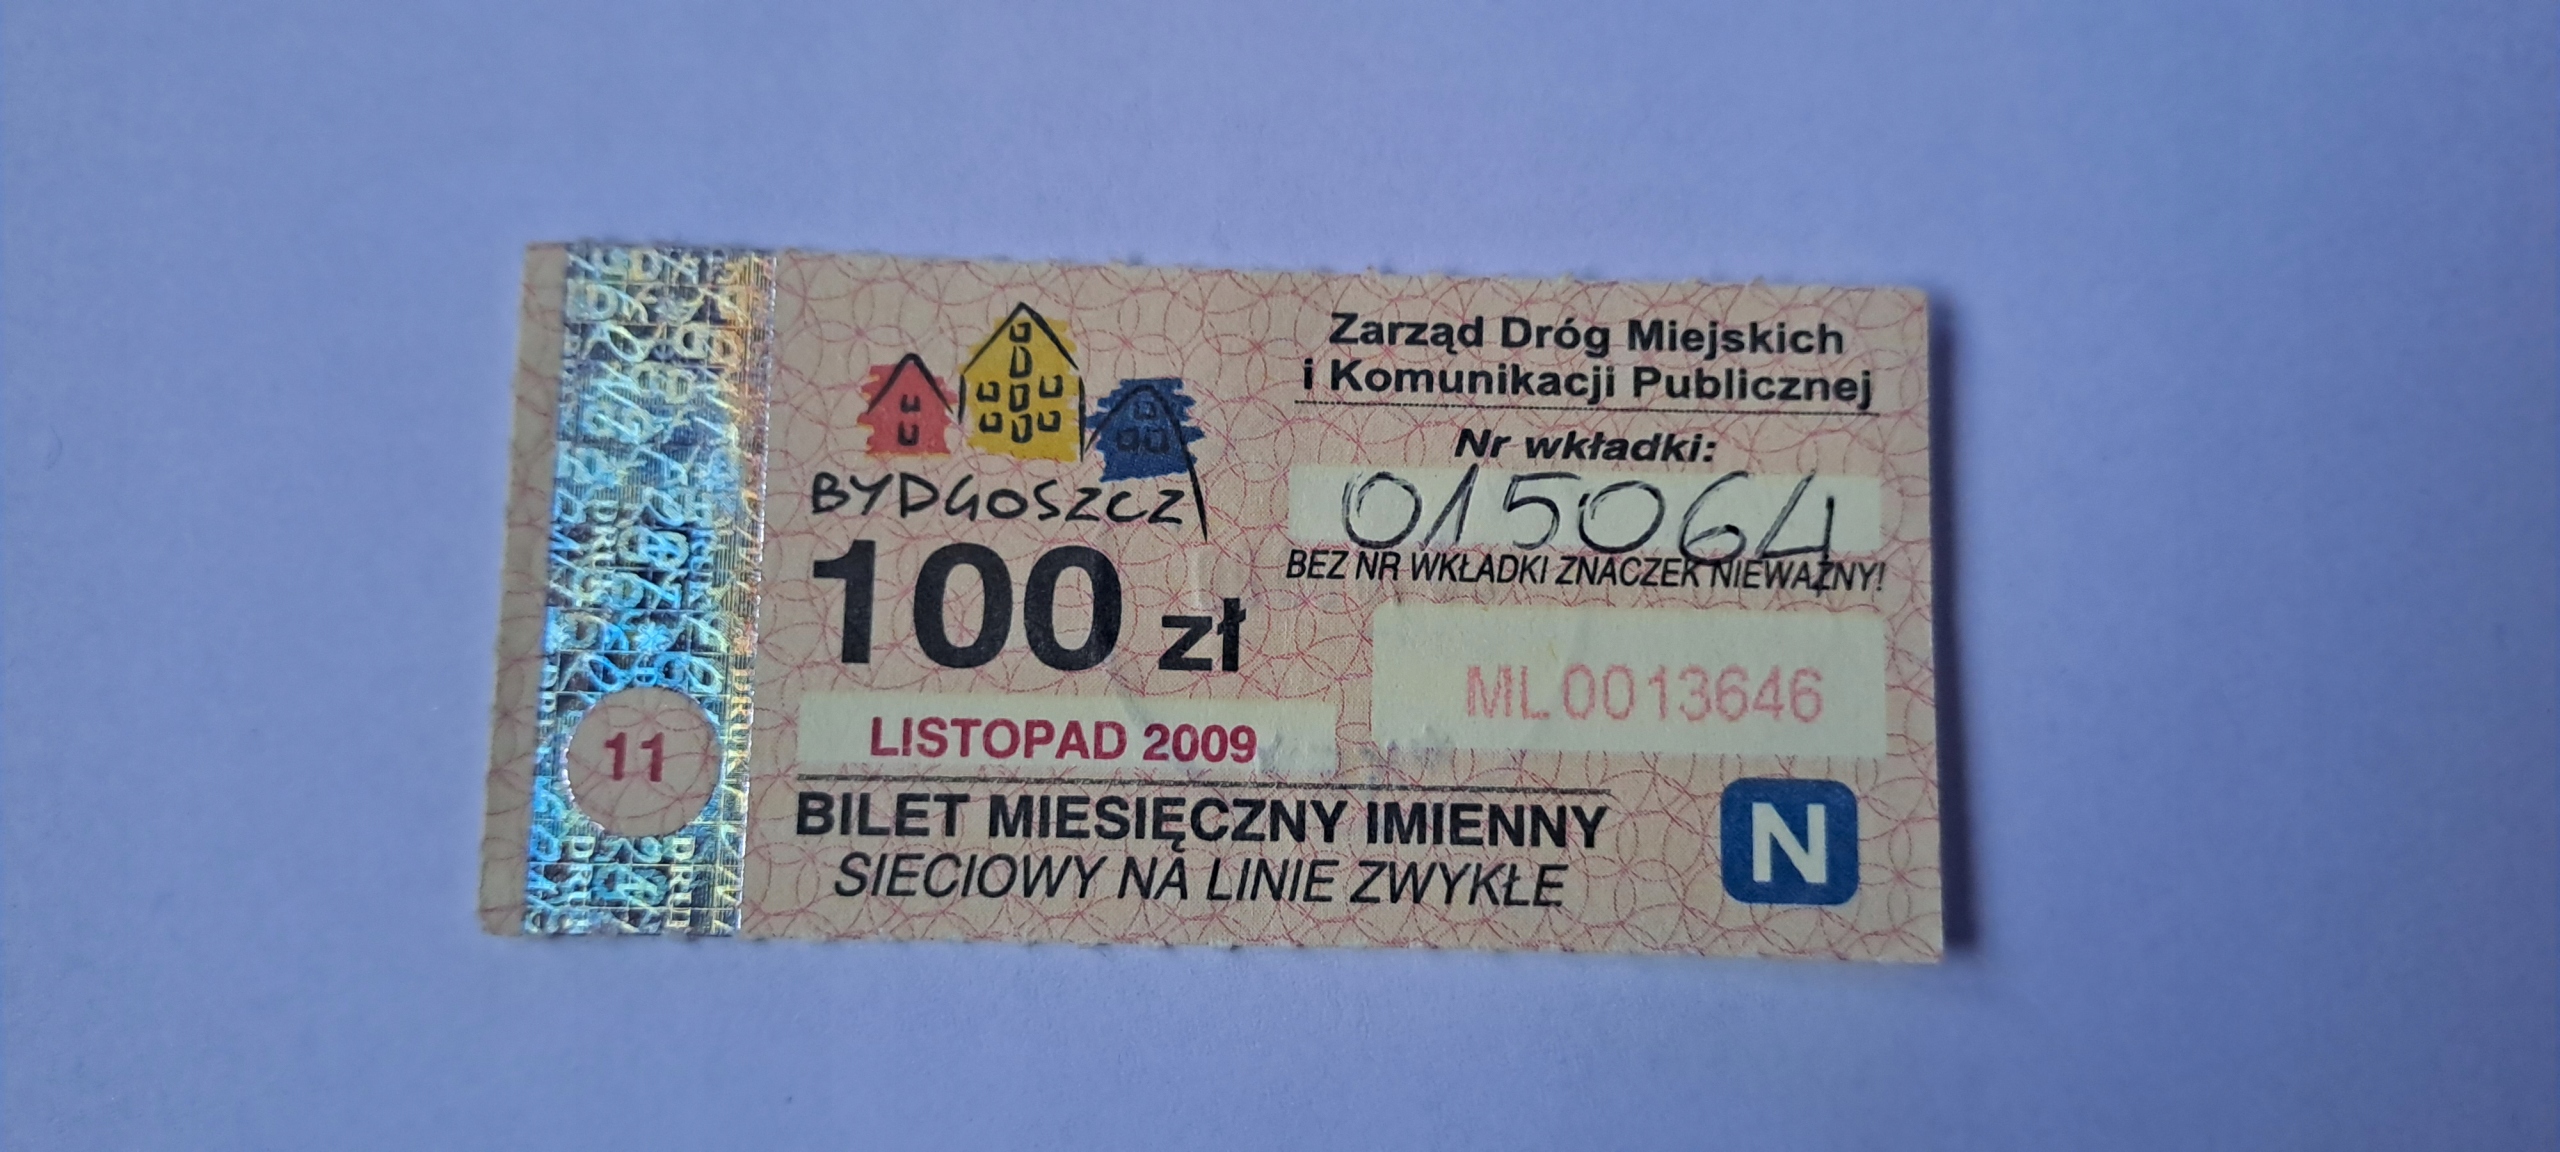 BYDGOSZCZ
100 zł
LISTOPAD 2009
11
BILET MIESIĘCZNY IMIENNY
SIECIOWY NA LINIE ZWYKŁE
Zarząd Dróg Miejskich
i Komunikacji Publicznej
Nr wkładki:
015064
BEZ NR WKŁADKI ZNACZEK NIEWAŻNY!
ML0013646
N